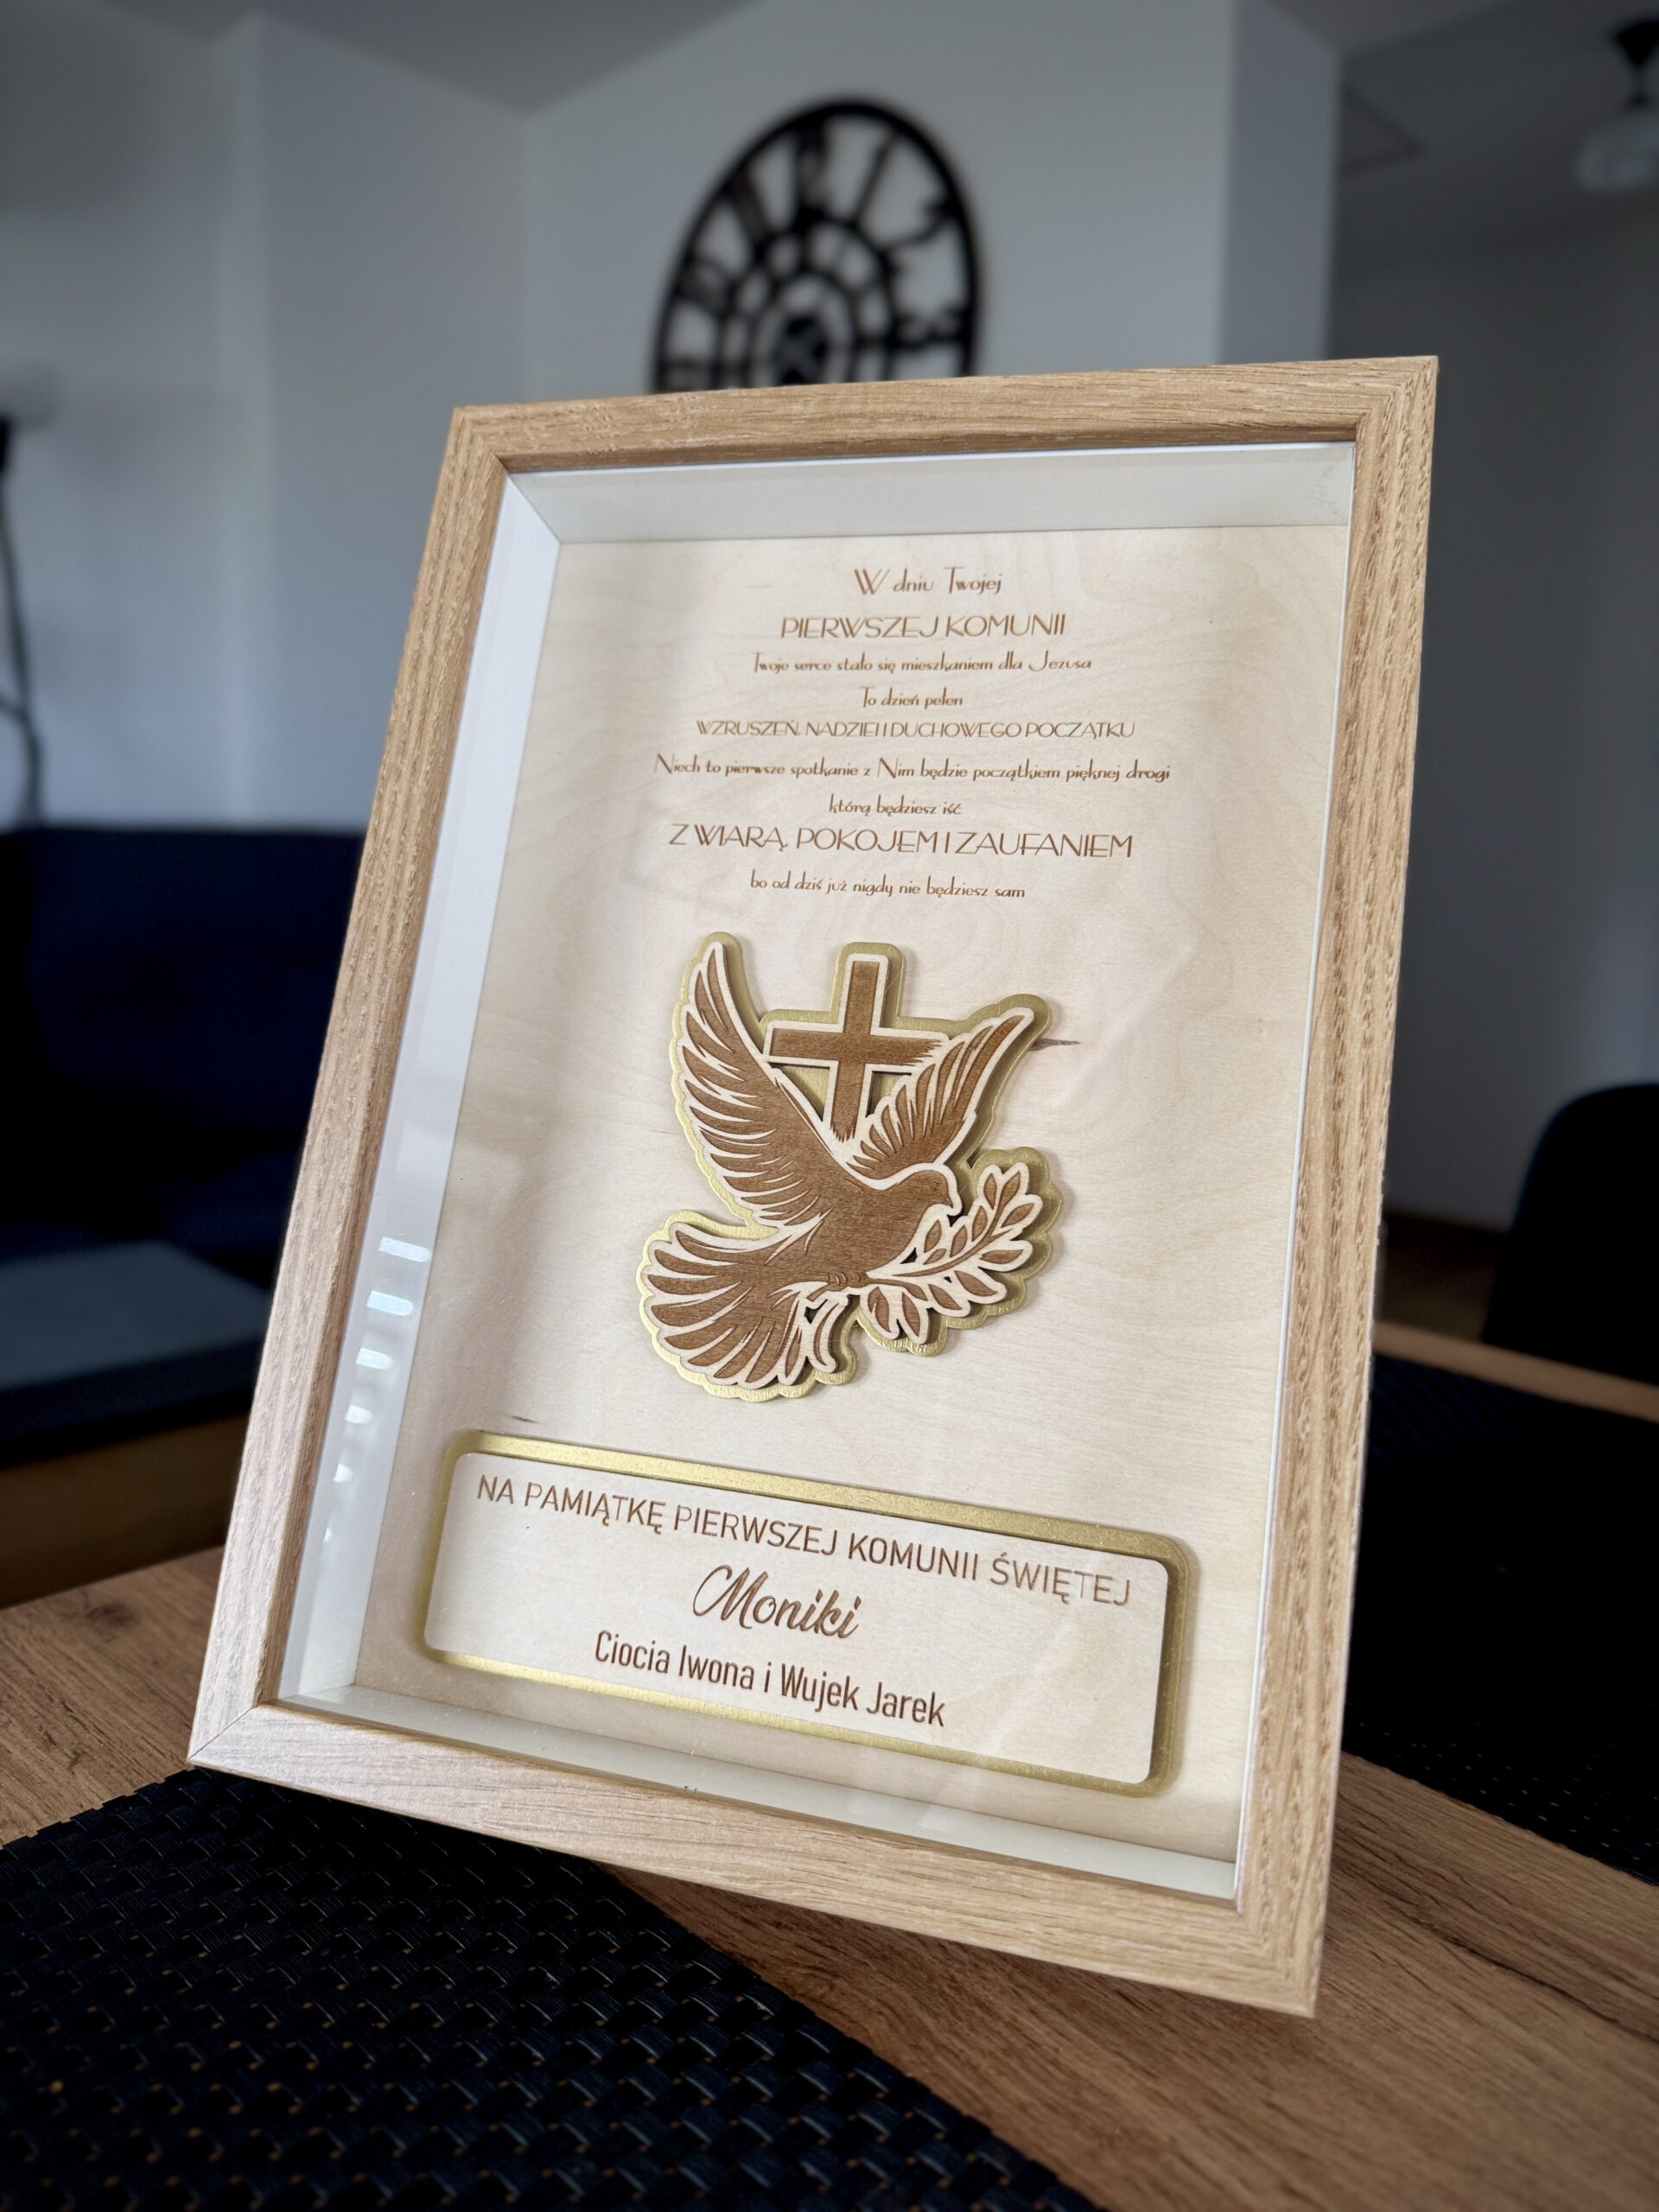 W dniu Twojej
PIERWSZEJ KOMUNII
Twoje serce stało się mieszkaniem dla Jezusa
To dzień pełen
WZRUSZEŃ, NADZIEI I DUCHOWEGO POCZĄTKU
Niech to pierwsze spotkanie z Nim będzie początkiem pięknej drogi
którą będziesz iść
Z WIARĄ, POKOJEM I ZAUFANIEM
bo od dziś już nigdy nie będziesz sam
NA PAMIĄTKĘ PIERWSZEJ KOMUNII ŚWIĘTEJ
Moniki
Ciocia Iwona i Wujek Jarek